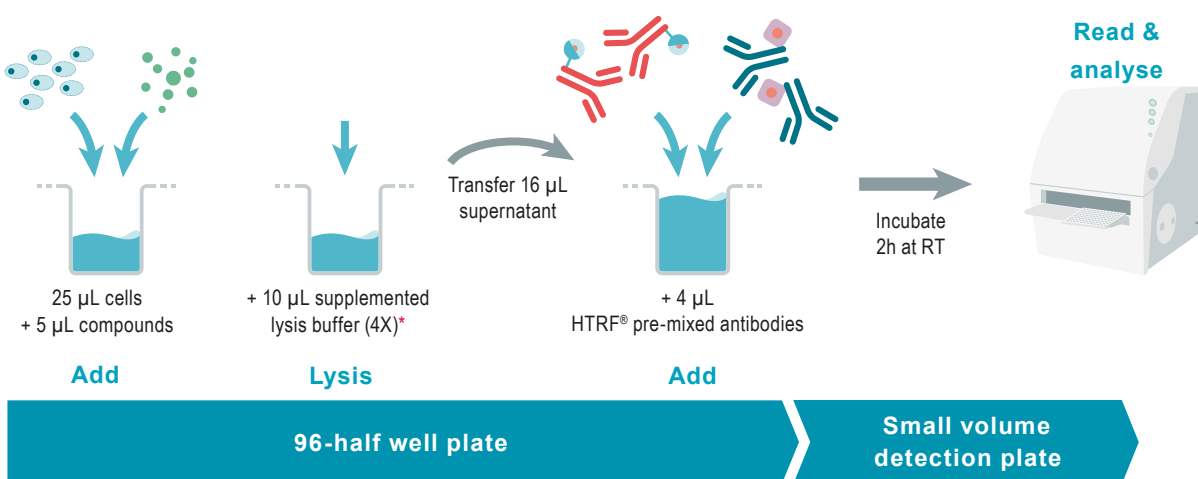 Read &
analyse
Transfer 16 µL
supernatant
Incubate
2h at RT
25 µL cells
+ 5 µL compounds
+ 10 µL supplemented
lysis buffer (4X)*
+ 4 µL
HTRF® pre-mixed antibodies
Add
Lysis
Add
96-half well plate
Small volume
detection plate